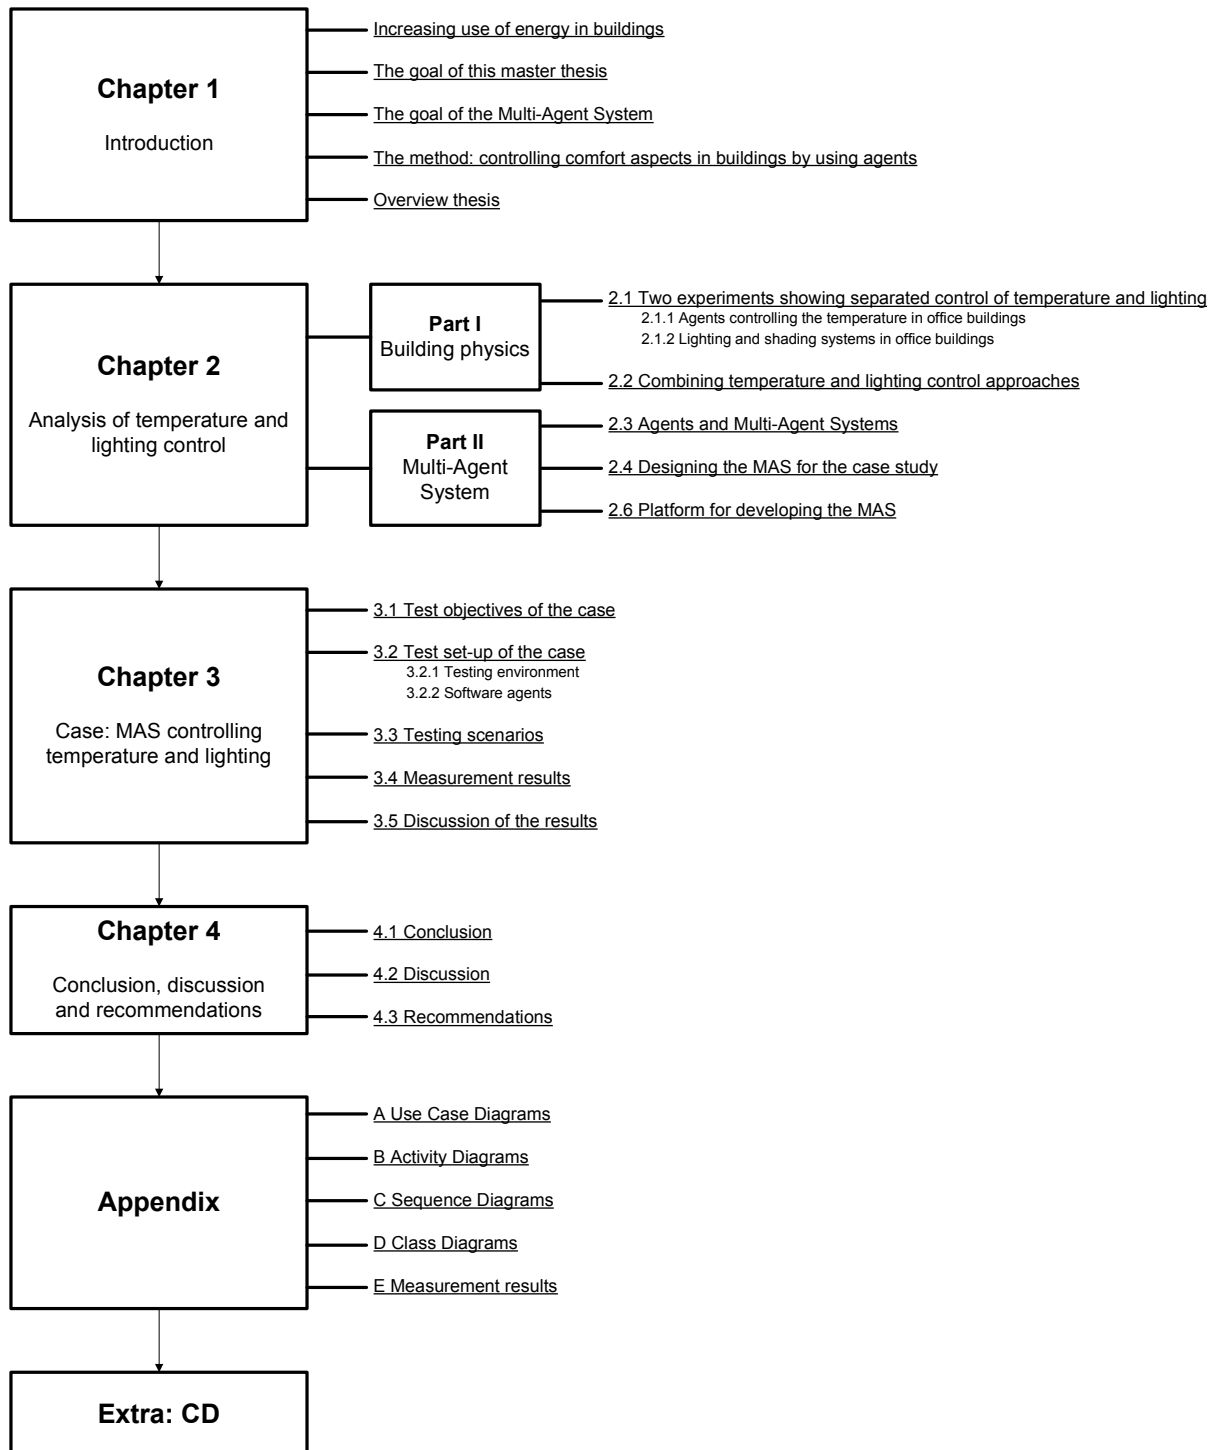 Chapter 1
Introduction
Increasing use of energy in buildings
The goal of this master thesis
The goal of the Multi-Agent System
The method: controlling comfort aspects in buildings by using agents
Overview thesis
Chapter 2
Analysis of temperature and
lighting control
Part I
Building physics
2.1 Two experiments showing separated control of temperature and lighting
2.1.1 Agents controlling the temperature in office buildings
2.1.2 Lighting and shading systems in office buildings
2.2 Combining temperature and lighting control approaches
Part II
Multi-Agent
System
2.3 Agents and Multi-Agent Systems
2.4 Designing the MAS for the case study
2.6 Platform for developing the MAS
Chapter 3
Case: MAS controlling
temperature and lighting
3.1 Test objectives of the case
3.2 Test set-up of the case
3.2.1 Testing environment
3.2.2 Software agents
3.3 Testing scenarios
3.4 Measurement results
3.5 Discussion of the results
Chapter 4
Conclusion, discussion
and recommendations
4.1 Conclusion
4.2 Discussion
4.3 Recommendations
Appendix
A Use Case Diagrams
B Activity Diagrams
C Sequence Diagrams
D Class Diagrams
E Measurement results
Extra: CD